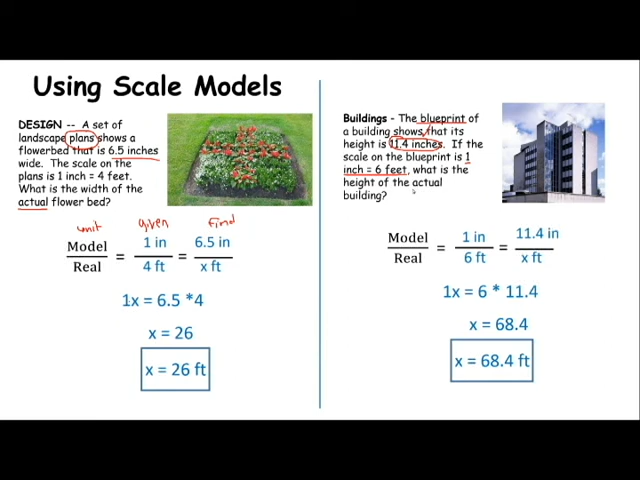 Using Scale Models
DESIGN -- A set of
landscape plans shows a
flowerbed that is 6.5 inches
wide. The scale on the
plans is 1 inch = 4 feet.
What is the width of the
actual flower bed?
unit given find
Model/Real = 1 in/4 ft = 6.5 in/x ft
1x = 6.5 *4
x = 26
x = 26 ft
Buildings - The blueprint of
a building shows that its
height is 11.4 inches. If the
scale on the blueprint is 1
inch = 6 feet, what is the
height of the actual
building?
Model/Real = 1 in/6 ft = 11.4 in/x ft
1x = 6 * 11.4
x = 68.4
x = 68.4 ft